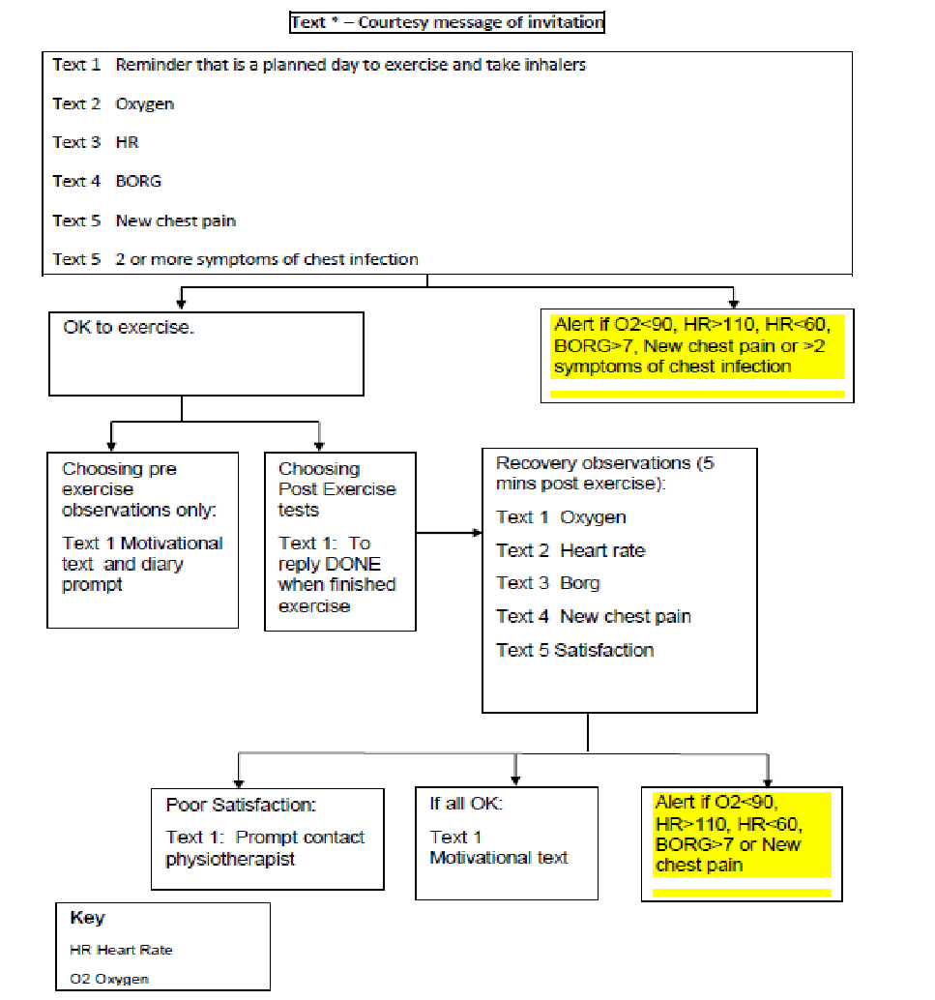 Text * – Courtesy message of invitation
Text 1 Reminder that is a planned day to exercise and take inhalers
Text 2 Oxygen
Text 3 HR
Text 4 BORG
Text 5 New chest pain
Text 5 2 or more symptoms of chest infection
OK to exercise.
Alert if O2<90, HR>110, HR<60,
BORG>7, New chest pain or >2
symptoms of chest infection
Choosing pre
exercise
observations only:
Text 1 Motivational
text and diary
prompt
Choosing
Post Exercise
tests
Text 1: To
reply DONE
when finished
exercise
Recovery observations (5
mins post exercise):
Text 1 Oxygen
Text 2 Heart rate
Text 3 Borg
Text 4 New chest pain
Text 5 Satisfaction
Poor Satisfaction:
Text 1: Prompt contact
physiotherapist
If all OK:
Text 1
Motivational text
Alert if O2<90,
HR>110, HR<60,
BORG>7 or New
chest pain
Key
HR Heart Rate
O2 Oxygen